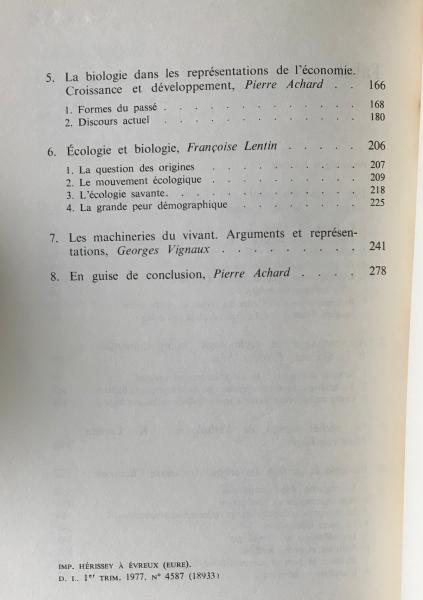 5. La biologie dans les représentations de l'économie.
Croissance et développement, Pierre Achard . . 166
1. Formes du passé . . . . . . . . . . . . 168
2. Discours actuel . . . . . . . . . . . . 180
6. Écologie et biologie, Françoise Lentin . . . . . 206
1. La question des origines . . . . . . . . . 207
2. Le mouvement écologique . . . . . . . . . 209
3. L'écologie savante. . . . . . . . . . . . 218
4. La grande peur démographique . . . . . . . . 225
7. Les machineries du vivant. Arguments et représen-
tations, Georges Vignaux . . . . . . . . . 241
8. En guise de conclusion, Pierre Achard . . . . 278
IMP. HÉRISSEY À ÉVREUX (EURE).
D. L. 1er TRIM. 1977. N° 4587 (18933)